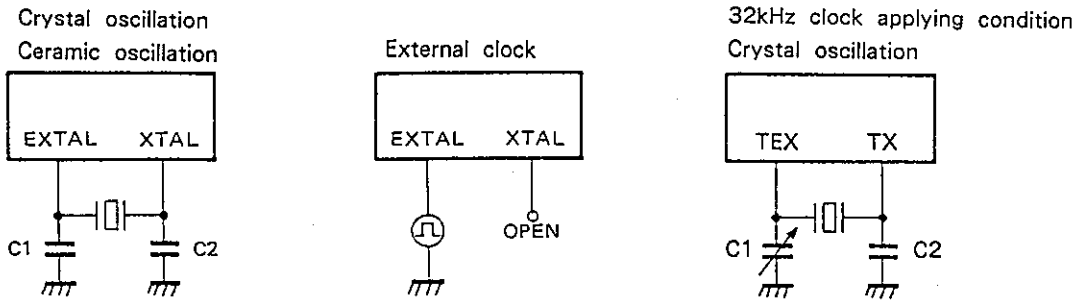 Crystal oscillation
Ceramic oscillation
EXTAL XTAL
C1 C2
External clock
EXTAL XTAL
OPEN
32kHz clock applying condition
Crystal oscillation
TEX TX
C1 C2